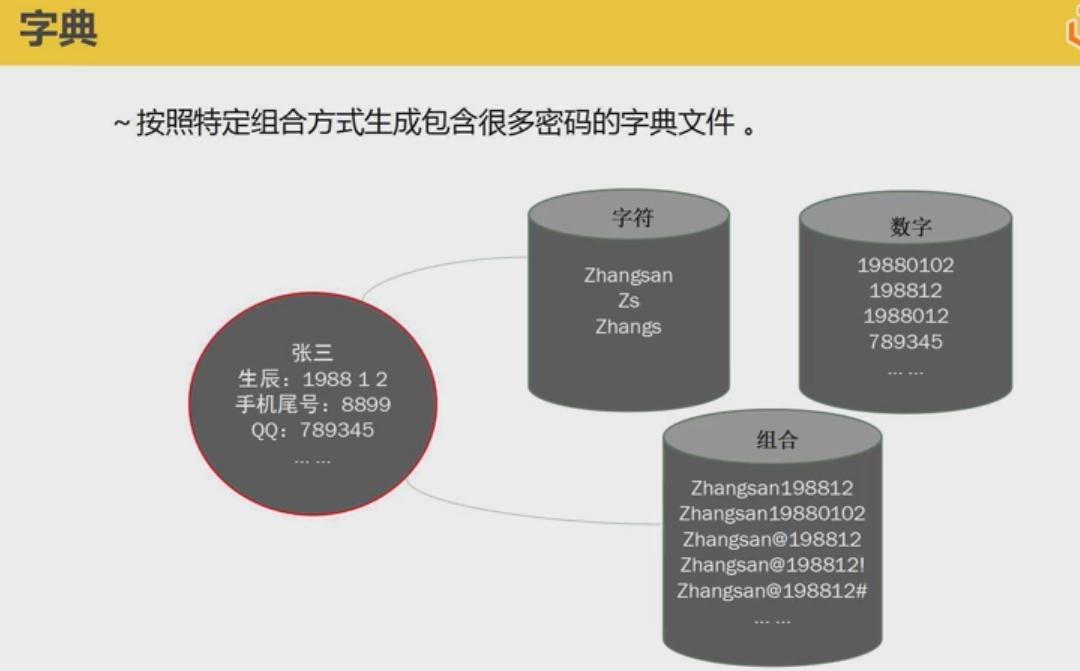 字典
~按照特定组合方式生成包含很多密码的字典文件。
张三
生辰：1988 1 2
手机尾号：8899
QQ：789345
... ...
字符
Zhangsan
Zs
Zhangs
数字
19880102
198812
1988012
789345
... ...
组合
Zhangsan198812
Zhangsan19880102
Zhangsan@198812
Zhangsan@198812!
Zhangsan@198812#
... ...